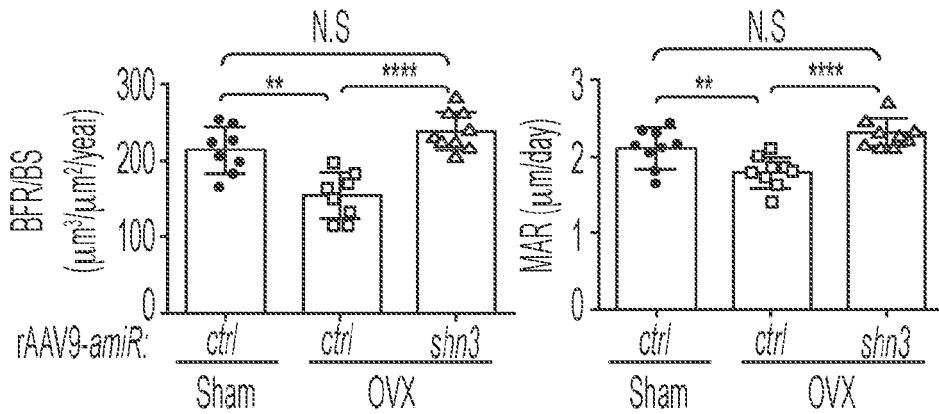 N.S
** ****
BFR/BS
(μm³/μm²/year)
300
200
100
0
rAAV9-amiR: ctrl ctrl shn3
Sham OVX
N.S
** ****
MAR (μm/day)
3
2
1
0
ctrl ctrl shn3
Sham OVX